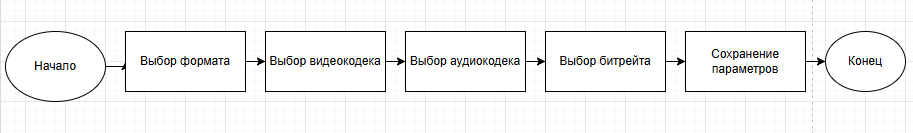 Начало
Выбор формата
Выбор видеокодека
Выбор аудиокодека
Выбор битрейта
Сохранение
параметров
Конец